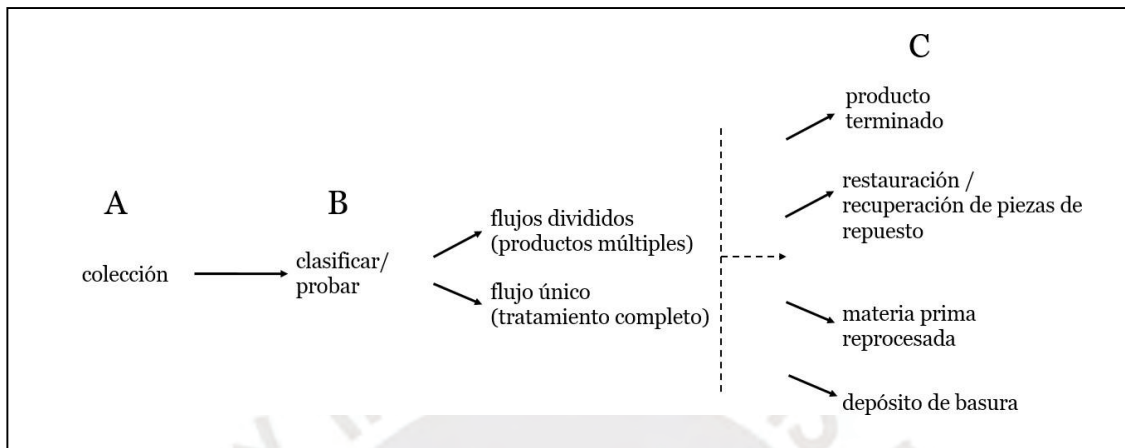 A
colección
B
clasificar/
probar
flujos divididos
(productos múltiples)
flujo único
(tratamiento completo)
C
producto
terminado
restauración /
recuperación de piezas de
repuesto
materia prima
reprocesada
depósito de basura